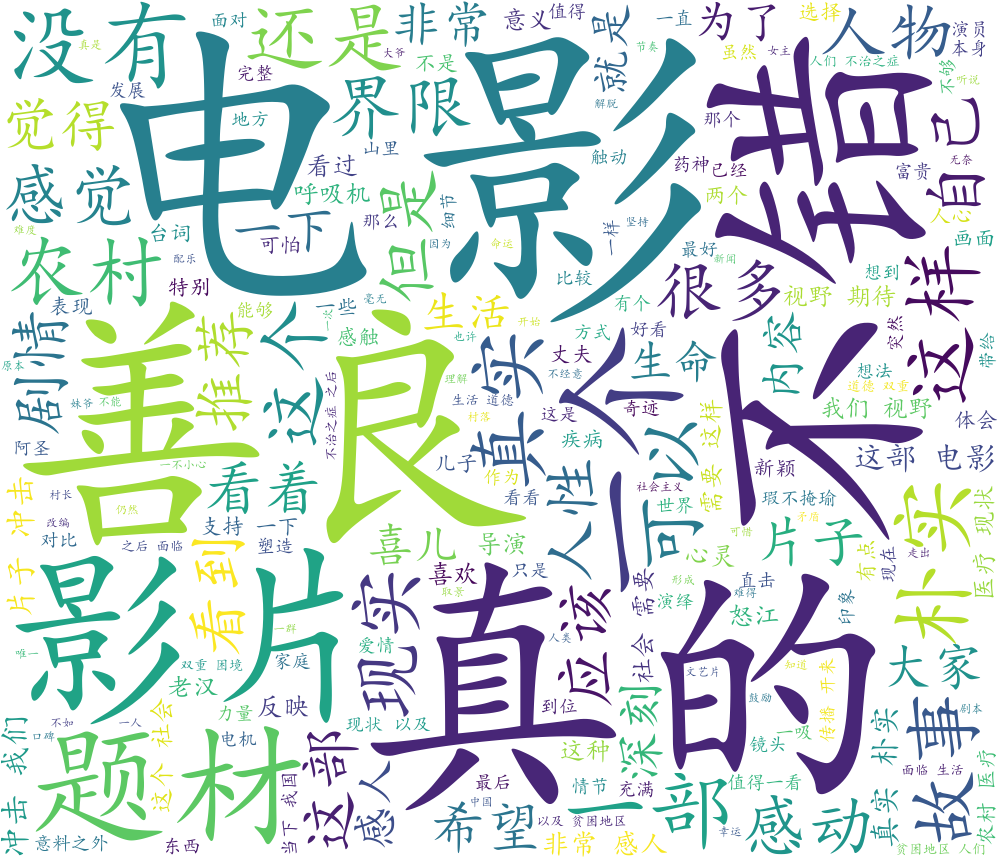 没有
真是
发展
面对
还是
大爷
完整
地方
非常
不是
界限
意义
值得
就是
解脱
一直
节奏
为了
虽然
女主
选择
人物
人们 不治之症
演员
本身
不够
听说
觉得
电影
看过
山里
触动
不错
那个
药神
已经
自己
富贵
无奈
感觉
呼吸机
台词
可怕
一下
那么
但是
细节
因为
命运
坚持
一样
两个
人心
难度
配乐
农村
特别
比较
最好
新闻
很多
视野 期待
想到
画面
这样
表现
能够
一些
一次
毫无
有个
生活
开始
也许
方式
好看
突然
带给
剧情
原本
善良
推荐
这个
感触
真实
不经意
丈夫
一个
生命
内容
想法
道德 双重
我们 视野
体会
妹爷
不能
不治之症 之后
理解
生活 道德
村落
这是
奇迹
可以
这样
阿圣
一不小心
看着
儿子
作为
看看
疾病
人性
社会主义
世界
需要
新颖
瑕不掩瑜
矛盾
这部 电影
冲击
村长
改编
对比
仍然
之后 面临
支持 一下
塑造
喜儿
导演
心灵
可惜
片子
有点
现在
走出
朴实
医疗 现状
片子
影片
看到
一群
唯一
双重 困境
家庭
老汉
现实
喜欢
取景
爱情
真的
只是
应该
人类
需要
形成
演绎
难得
直击
怒江
印象
社会
文艺片
鼓励
知道
传播 开来
大家
剧本
力量
反映
现状 以及
到位
深刻
这种
镜头
一吸
朴实
面临 生活
我们
冲击
口碑
不如
一人
题材
这个 社会
电机
这部
感人
最后
中国
情节
充满
值得一看
真实
故事
农村 医疗
意料之外
东西
当下 我国
希望
以及 贫困地区
非常 感人
一部
幸运
感动
贫困地区 人们